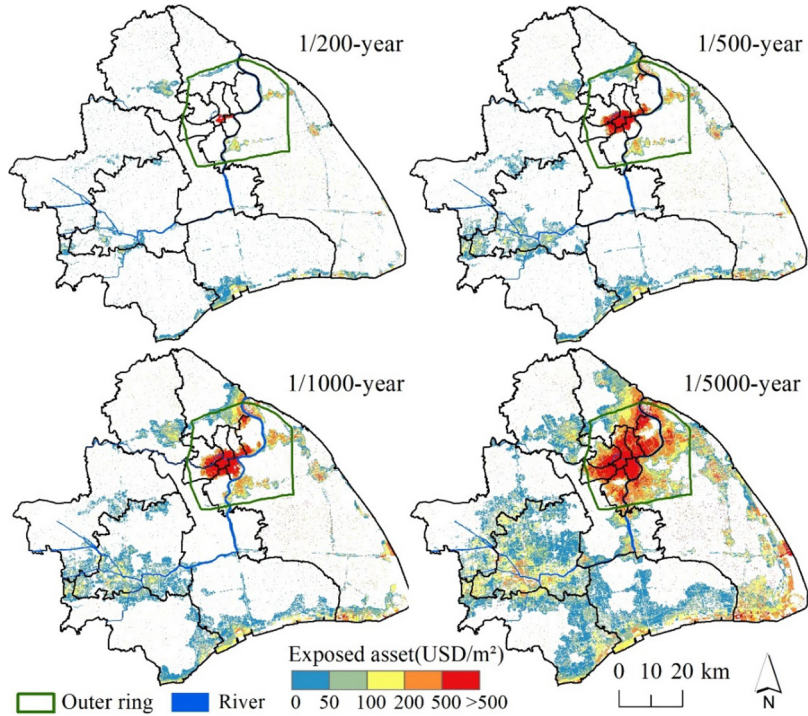 1/200-year
1/500-year
1/1000-year
1/5000-year
Exposed asset(USD/m²)
0 50 100 200 500 >500
0 10 20 km
Outer ring
River
N